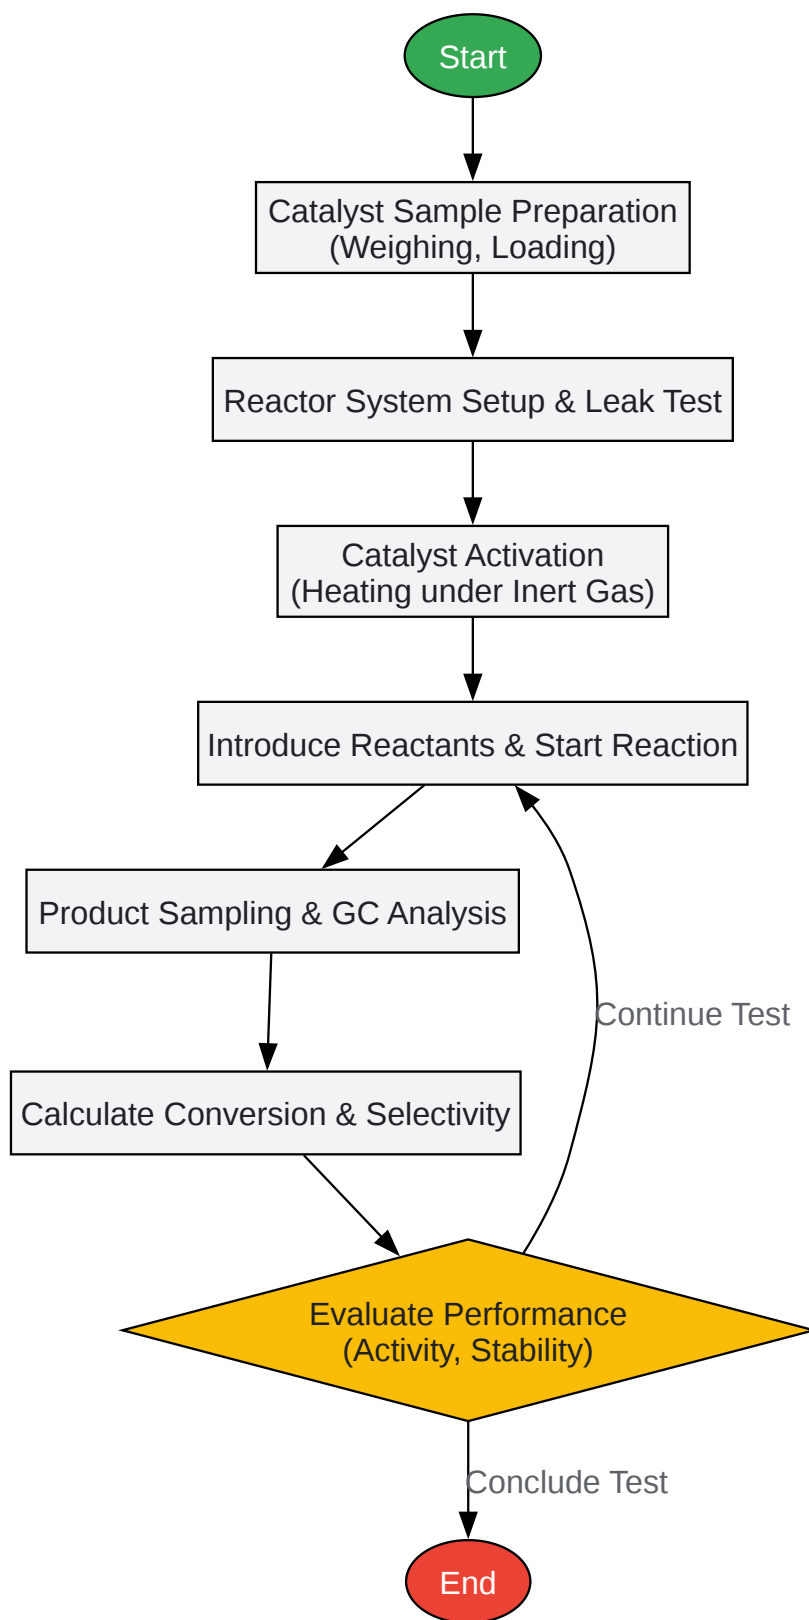 Start
Catalyst Sample Preparation
(Weighing, Loading)
Reactor System Setup & Leak Test
Catalyst Activation
(Heating under Inert Gas)
Introduce Reactants & Start Reaction
Product Sampling & GC Analysis
Continue Test
Calculate Conversion & Selectivity
Evaluate Performance
(Activity, Stability)
Conclude Test
End